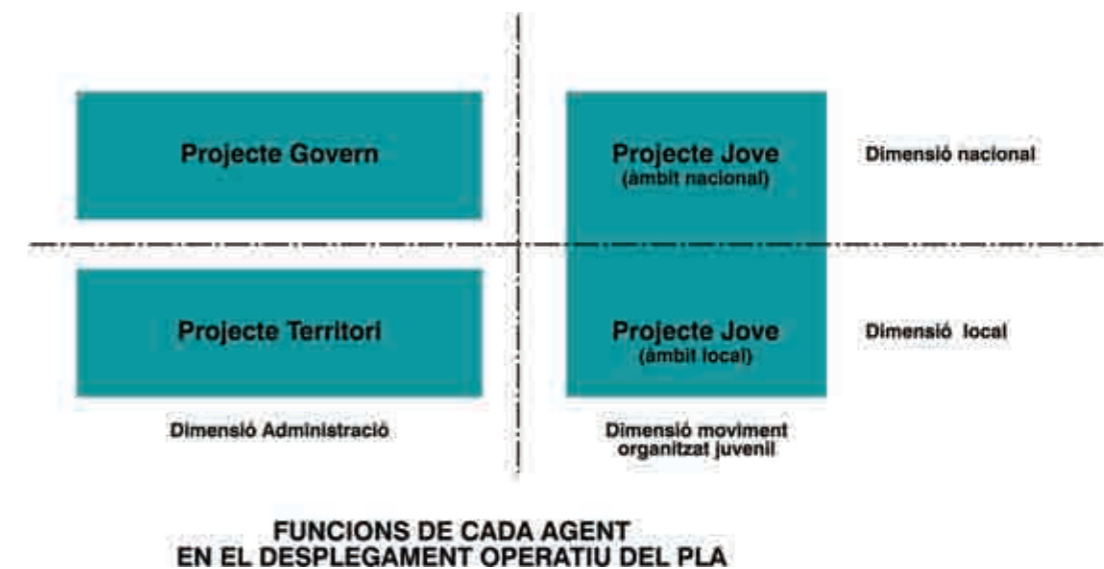 Projecte Govern
Projecte Jove
(àmbit nacional)
Dimensió nacional
Projecte Territori
Projecte Jove
(àmbit local)
Dimensió local
Dimensió Administració
Dimensió moviment
organitzat juvenil
FUNCIONS DE CADA AGENT
EN EL DESPLEGAMENT OPERATIU DEL PLA